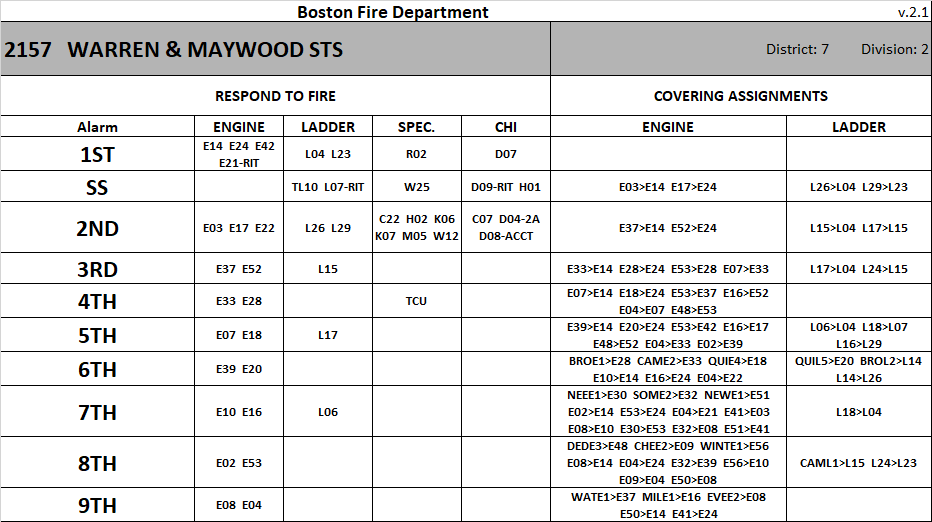 Boston Fire Department v.2.1
2157 WARREN & MAYWOOD STS District: 7 Division: 2
RESPOND TO FIRE COVERING ASSIGNMENTS
Alarm ENGINE LADDER SPEC. CHI ENGINE LADDER
1ST E14 E24 E42 L04 L23 R02 D07
E21-RIT
SS TL10 L07-RIT W25 D09-RIT H01 E03>E14 E17>E24 L26>L04 L29>L23
2ND E03 E17 E22 L26 L29 C22 H02 K06 C07 D04-2A E37>E14 E52>E24 L15>L04 L17>L15
K07 M05 W12 D08-ACCT
3RD E37 E52 L15 E33>E14 E28>E24 E53>E28 E07>E33 L17>L04 L24>L15
4TH E33 E28 TCU E07>E14 E18>E24 E53>E37 E16>E52
E04>E07 E48>E53
5TH E07 E18 L17 E39>E14 E20>E24 E53>E42 E16>E17 L06>L04 L18>L07
E48>E52 E04>E33 E02>E39 L16>L29
6TH E39 E20 BROE1>E28 CAME2>E33 QUIE4>E18 QUIL5>E20 BROL2>L14
E10>E14 E16>E24 E04>E22 L14>L26
7TH E10 E16 L06 NEEE1>E30 SOME2>E32 NEWE1>E51 L18>L04
E02>E14 E53>E24 E04>E21 E41>E03
E08>E10 E30>E53 E32>E08 E51>E41
8TH E02 E53 DEDE3>E48 CHEE2>E09 WINTE1>E56 CAML1>L15 L24>L23
E08>E14 E04>E24 E32>E39 E56>E10
E09>E04 E50>E08
9TH E08 E04 WATE1>E37 MILE1>E16 EVEE2>E08
E50>E14 E41>E24